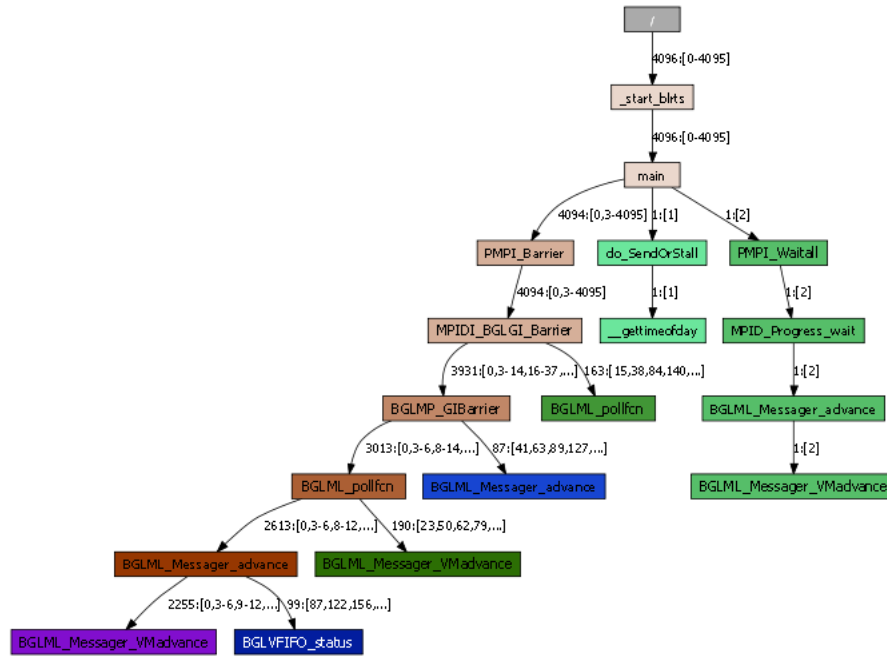 /
4096:[0-4095]
_start_blrts
4096:[0-4095]
main
4094:[0,3-4095]
1:[1]
1:[2]
PMPI_Barrier
do_SendOrStall
PMPI_Waitall
4094:[0,3-4095]
1:[1]
1:[2]
MPIDI_BGLGI_Barrier
__gettimeofday
MPID_Progress_wait
3931:[0,3-14,16-37,...]
163:[15,38,84,140,...]
1:[2]
BGLMP_GIBarrier
BGLML_pollfcn
BGLML_Messager_advance
3013:[0,3-6,8-14,...]
87:[41,63,89,127,...]
1:[2]
BGLML_pollfcn
BGLML_Messager_advance
BGLML_Messager_VMadvance
2613:[0,3-6,8-12,...]
190:[23,50,62,79,...]
BGLML_Messager_advance
BGLML_Messager_VMadvance
2255:[0,3-6,9-12,...]
99:[87,122,156,...]
BGLML_Messager_VMadvance
BGLVFIFO_status